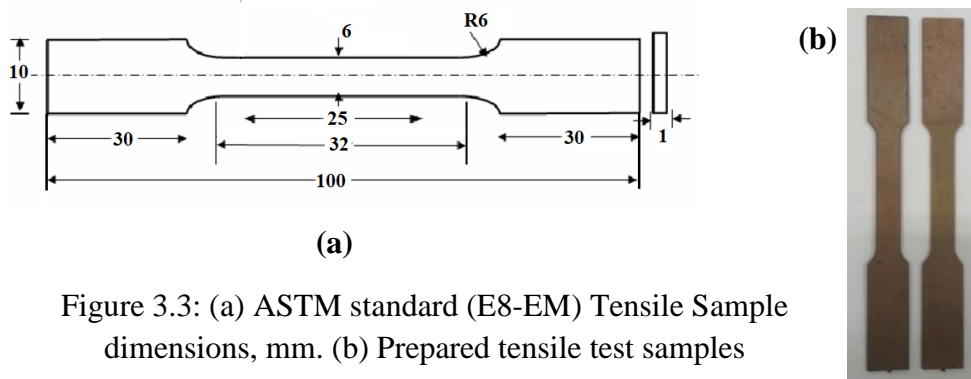 6
R6
(b)
10
25
30
32
30
1
100
(a)
Figure 3.3: (a) ASTM standard (E8-EM) Tensile Sample
dimensions, mm. (b) Prepared tensile test samples